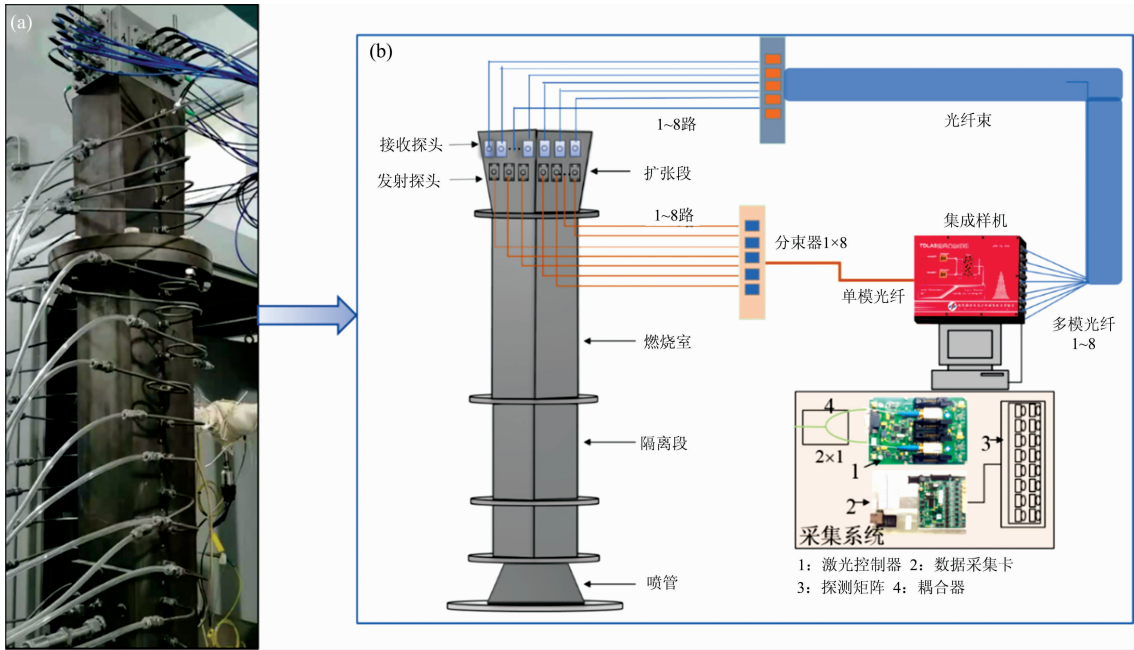 (a)
(b)
1~8路
光纤束
接收探头
发射探头
扩张段
1~8路
分束器1×8
集成样机
TDLAS
单模光纤
多模光纤
1~8
燃烧室
4
2×1
3
1
2
采集系统
隔离段
喷管
1：激光控制器 2：数据采集卡
3：探测矩阵 4：耦合器